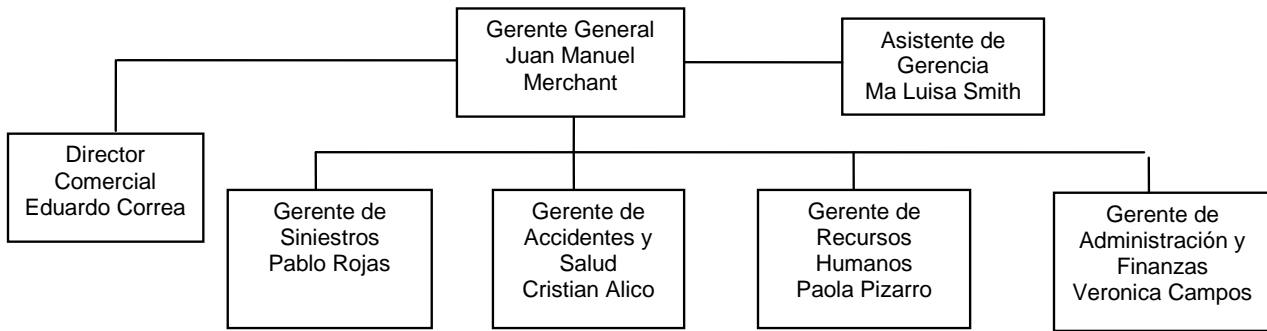 Gerente General
Juan Manuel
Merchant
Asistente de
Gerencia
Ma Luisa Smith
Director
Comercial
Eduardo Correa
Gerente de
Siniestros
Pablo Rojas
Gerente de
Accidentes y
Salud
Cristian Alico
Gerente de
Recursos
Humanos
Paola Pizarro
Gerente de
Administración y
Finanzas
Veronica Campos